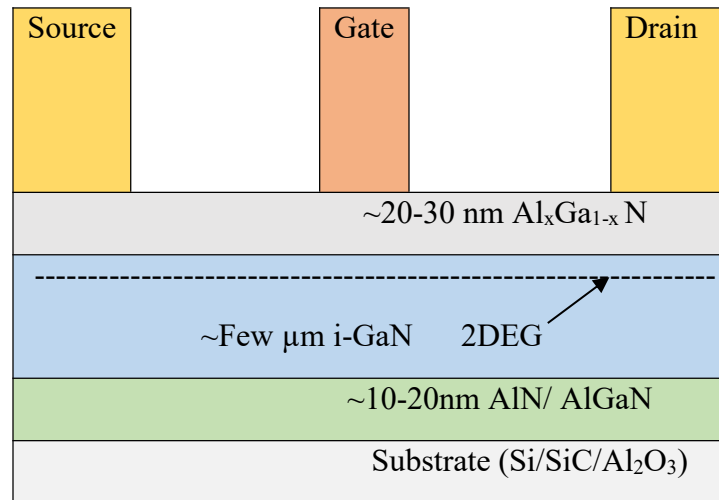 Source Gate Drain
~20-30 nm AlₓGa₁₋ₓ N
~Few µm i-GaN 2DEG
~10-20nm AlN/ AlGaN
Substrate (Si/SiC/Al₂O₃)